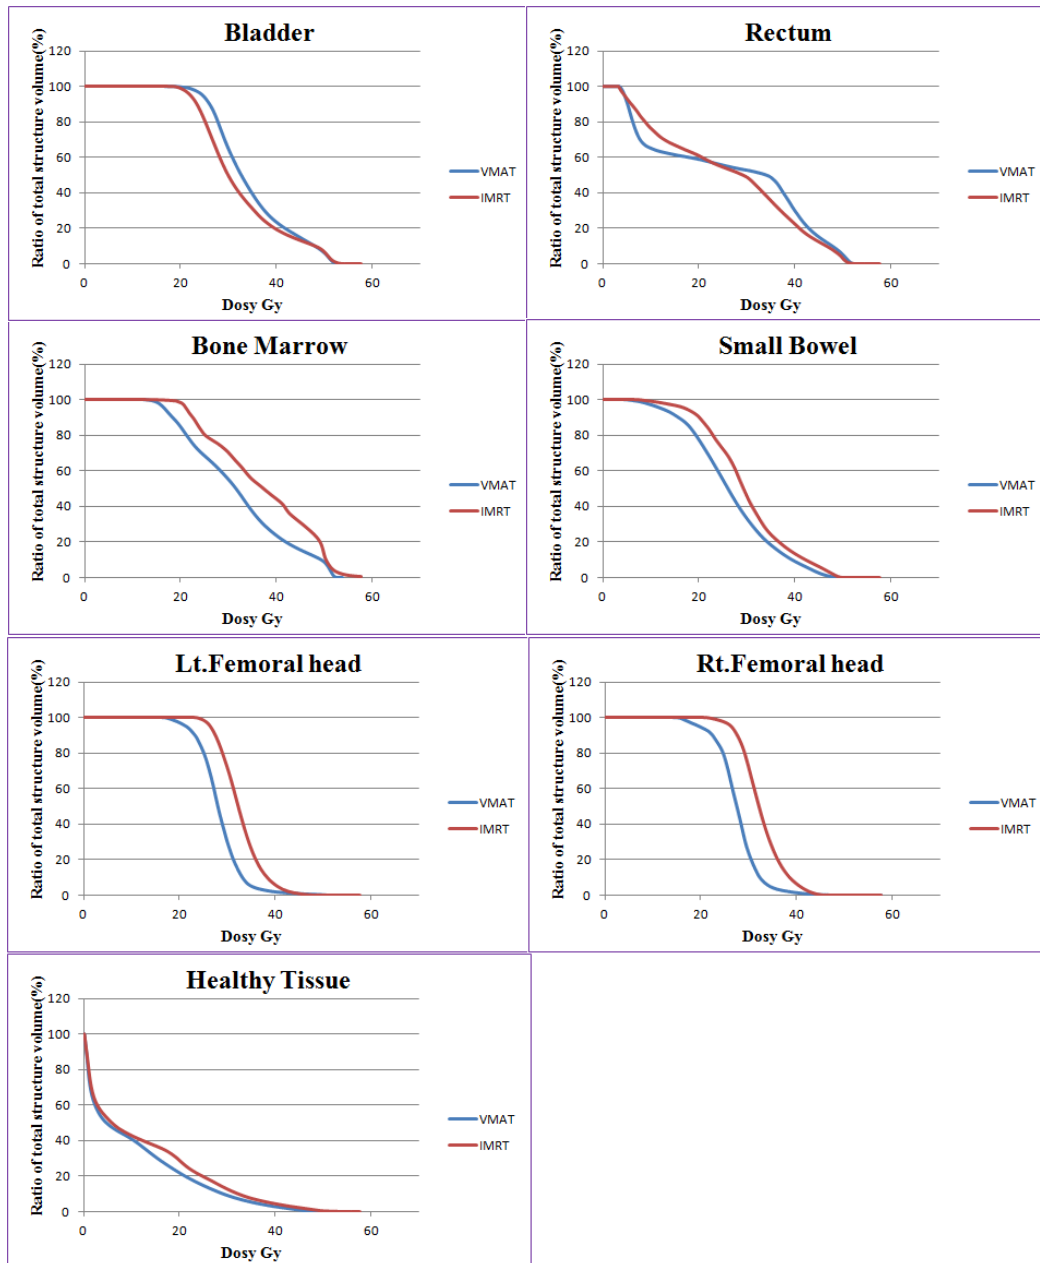 Bladder
Ratio of total structure volume(%)
120
100
80
60
40
20
0
0 20 40 60
Dosy Gy
VMAT
IMRT
Rectum
Ratio of total structure volume(%)
120
100
80
60
40
20
0
0 20 40 60
Dosy Gy
VMAT
IMRT
Bone Marrow
Ratio of total structure volume(%)
120
100
80
60
40
20
0
0 20 40 60
Dosy Gy
VMAT
IMRT
Small Bowel
Ratio of total structure volume(%)
120
100
80
60
40
20
0
0 20 40 60
Dosy Gy
VMAT
IMRT
Lt.Femoral head
Ratio of total structure volume(%)
120
100
80
60
40
20
0
0 20 40 60
Dosy Gy
VMAT
IMRT
Rt.Femoral head
Ratio of total structure volume(%)
120
100
80
60
40
20
0
0 20 40 60
Dosy Gy
VMAT
IMRT
Healthy Tissue
Ratio of total structure volume(%)
120
100
80
60
40
20
0
0 20 40 60
Dosy Gy
VMAT
IMRT